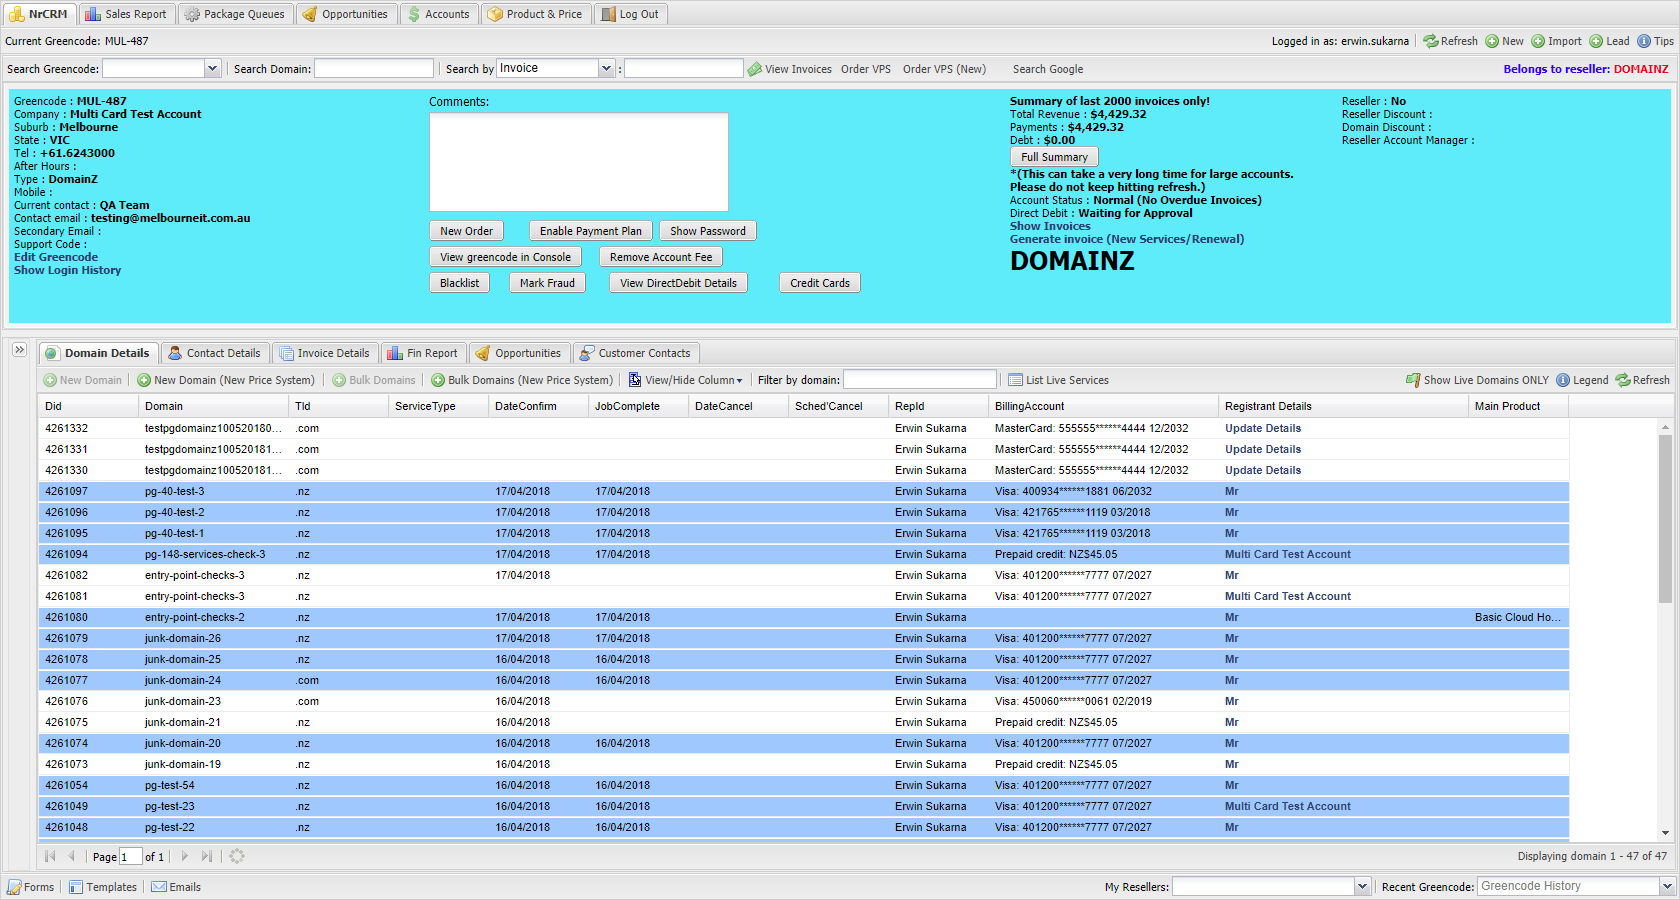 NrCRM Sales Report Package Queues Opportunities Accounts Product & Price Log Out
Current Greencode: MUL-487 Logged in as: erwin.sukarna Refresh New Import Lead Tips
Search Greencode: Search Domain: Search by Invoice : View Invoices Order VPS Order VPS (New) Search Google Belongs to reseller: DOMAINZ
Greencode : MUL-487
Company : Multi Card Test Account
Suburb : Melbourne
State : VIC
Tel : +61.6243000
After Hours :
Type : DomainZ
Mobile :
Current contact : QA Team
Contact email : testing@melbourneit.com.au
Secondary Email :
Support Code :
Edit Greencode
Show Login History
Comments:
New Order Enable Payment Plan Show Password
View greencode in Console Remove Account Fee
Blacklist Mark Fraud View DirectDebit Details Credit Cards
Summary of last 2000 invoices only!
Total Revenue : $4,429.32
Payments : $4,429.32
Debt : $0.00
Full Summary
*(This can take a very long time for large accounts.
Please do not keep hitting refresh.)
Account Status : Normal (No Overdue Invoices)
Direct Debit : Waiting for Approval
Show Invoices
Generate invoice (New Services/Renewal)
DOMAINZ
Reseller : No
Reseller Discount :
Domain Discount :
Reseller Account Manager :
Domain Details Contact Details Invoice Details Fin Report Opportunities Customer Contacts
New Domain New Domain (New Price System) Bulk Domains Bulk Domains (New Price System) View/Hide Column Filter by domain: List Live Services Show Live Domains ONLY Legend Refresh
Did Domain Tld ServiceType DateConfirm JobComplete DateCancel Sched'Cancel RepId BillingAccount Registrant Details Main Product
4261332 testpgdomainz100520180... .com Erwin Sukarna MasterCard: 555555******4444 12/2032 Update Details
4261331 testpgdomainz100520181... .com Erwin Sukarna MasterCard: 555555******4444 12/2032 Update Details
4261330 testpgdomainz100520181... .com Erwin Sukarna MasterCard: 555555******4444 12/2032 Update Details
4261097 pg-40-test-3 .nz 17/04/2018 17/04/2018 Erwin Sukarna Visa: 400934******1881 06/2032 Mr
4261096 pg-40-test-2 .nz 17/04/2018 17/04/2018 Erwin Sukarna Visa: 421765******1119 03/2018 Mr
4261095 pg-40-test-1 .nz 17/04/2018 17/04/2018 Erwin Sukarna Visa: 421765******1119 03/2018 Mr
4261094 pg-148-services-check-3 .nz 17/04/2018 17/04/2018 Erwin Sukarna Prepaid credit: NZ$45.05 Multi Card Test Account
4261082 entry-point-checks-3 .nz 17/04/2018 Erwin Sukarna Visa: 401200******7777 07/2027 Mr
4261081 entry-point-checks-3 .nz Erwin Sukarna Visa: 401200******7777 07/2027 Multi Card Test Account
4261080 entry-point-checks-2 .nz 17/04/2018 17/04/2018 Erwin Sukarna Mr Basic Cloud Ho...
4261079 junk-domain-26 .nz 17/04/2018 17/04/2018 Erwin Sukarna Visa: 401200******7777 07/2027 Mr
4261078 junk-domain-25 .nz 16/04/2018 16/04/2018 Erwin Sukarna Visa: 401200******7777 07/2027 Mr
4261077 junk-domain-24 .com 16/04/2018 16/04/2018 Erwin Sukarna Visa: 401200******7777 07/2027 Mr
4261076 junk-domain-23 .com 16/04/2018 Erwin Sukarna Visa: 450060******0061 02/2019 Mr
4261075 junk-domain-21 .nz 16/04/2018 Erwin Sukarna Prepaid credit: NZ$45.05 Mr
4261074 junk-domain-20 .nz 16/04/2018 16/04/2018 Erwin Sukarna Visa: 401200******7777 07/2027 Mr
4261073 junk-domain-19 .nz 16/04/2018 Erwin Sukarna Prepaid credit: NZ$45.05 Mr
4261054 pg-test-54 .nz 16/04/2018 16/04/2018 Erwin Sukarna Visa: 401200******7777 07/2027 Mr
4261049 pg-test-23 .nz 16/04/2018 16/04/2018 Erwin Sukarna Visa: 401200******7777 07/2027 Multi Card Test Account
4261048 pg-test-22 .nz 16/04/2018 16/04/2018 Erwin Sukarna Visa: 401200******7777 07/2027 Mr
Page 1 of 1 Displaying domain 1 - 47 of 47
Forms Templates Emails My Resellers: Recent Greencode: Greencode History